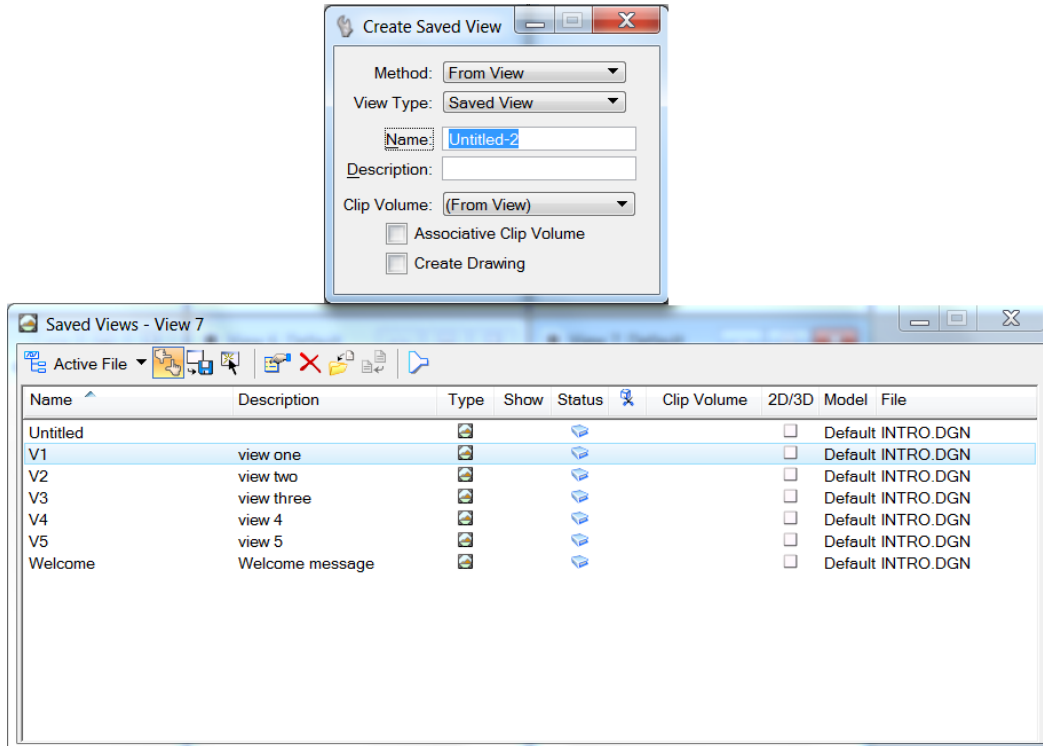 Create Saved View
Method: From View
View Type: Saved View
Name: Untitled-2
Description:
Clip Volume: (From View)
Associative Clip Volume
Create Drawing
Saved Views - View 7
Active File
Name Description Type Show Status Clip Volume 2D/3D Model File
Untitled Default INTRO.DGN
V1 view one Default INTRO.DGN
V2 view two Default INTRO.DGN
V3 view three Default INTRO.DGN
V4 view 4 Default INTRO.DGN
V5 view 5 Default INTRO.DGN
Welcome Welcome message Default INTRO.DGN